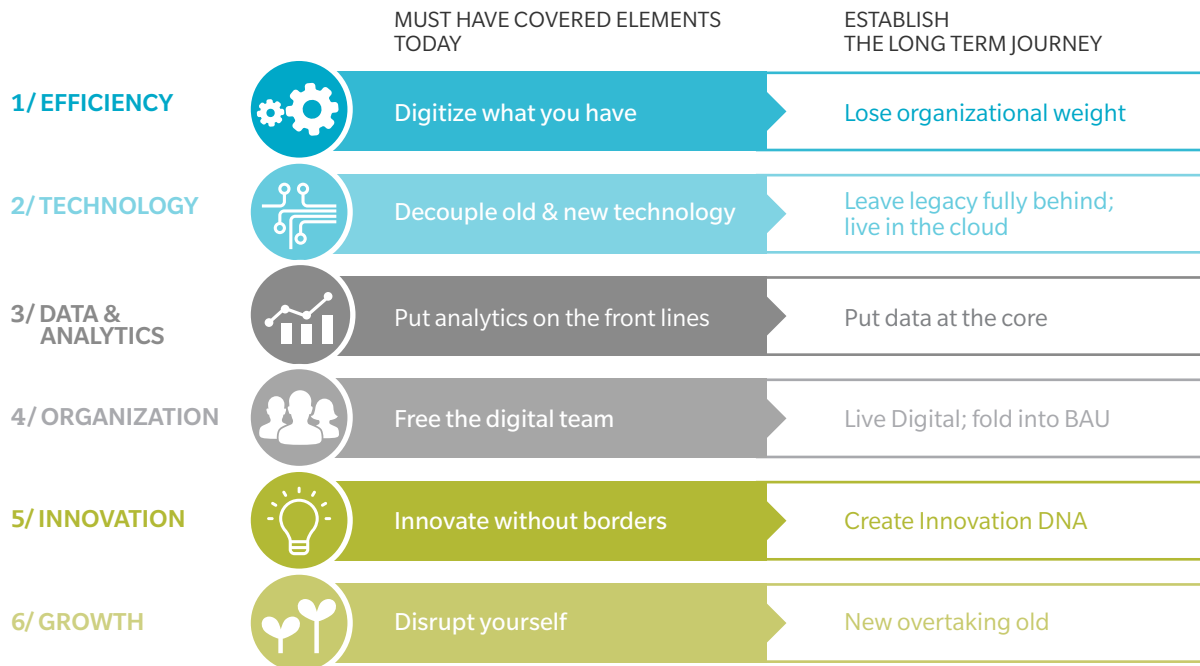 MUST HAVE COVERED ELEMENTS
TODAY
ESTABLISH
THE LONG TERM JOURNEY
1/ EFFICIENCY
Digitize what you have
Lose organizational weight
2/ TECHNOLOGY
Decouple old & new technology
Leave legacy fully behind;
live in the cloud
3/ DATA &
ANALYTICS
Put analytics on the front lines
Put data at the core
4/ ORGANIZATION
Free the digital team
Live Digital; fold into BAU
5/ INNOVATION
Innovate without borders
Create Innovation DNA
6/ GROWTH
Disrupt yourself
New overtaking old